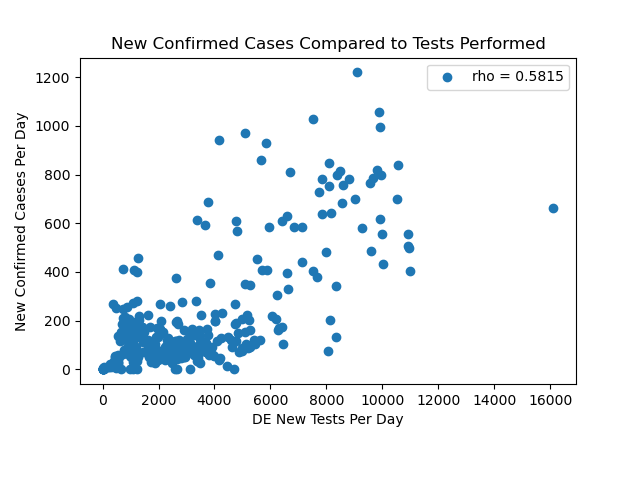 New Confirmed Cases Compared to Tests Performed
rho = 0.5815
New Confirmed Caeses Per Day
1200
1000
800
600
400
200
0
0 2000 4000 6000 8000 10000 12000 14000 16000
DE New Tests Per Day